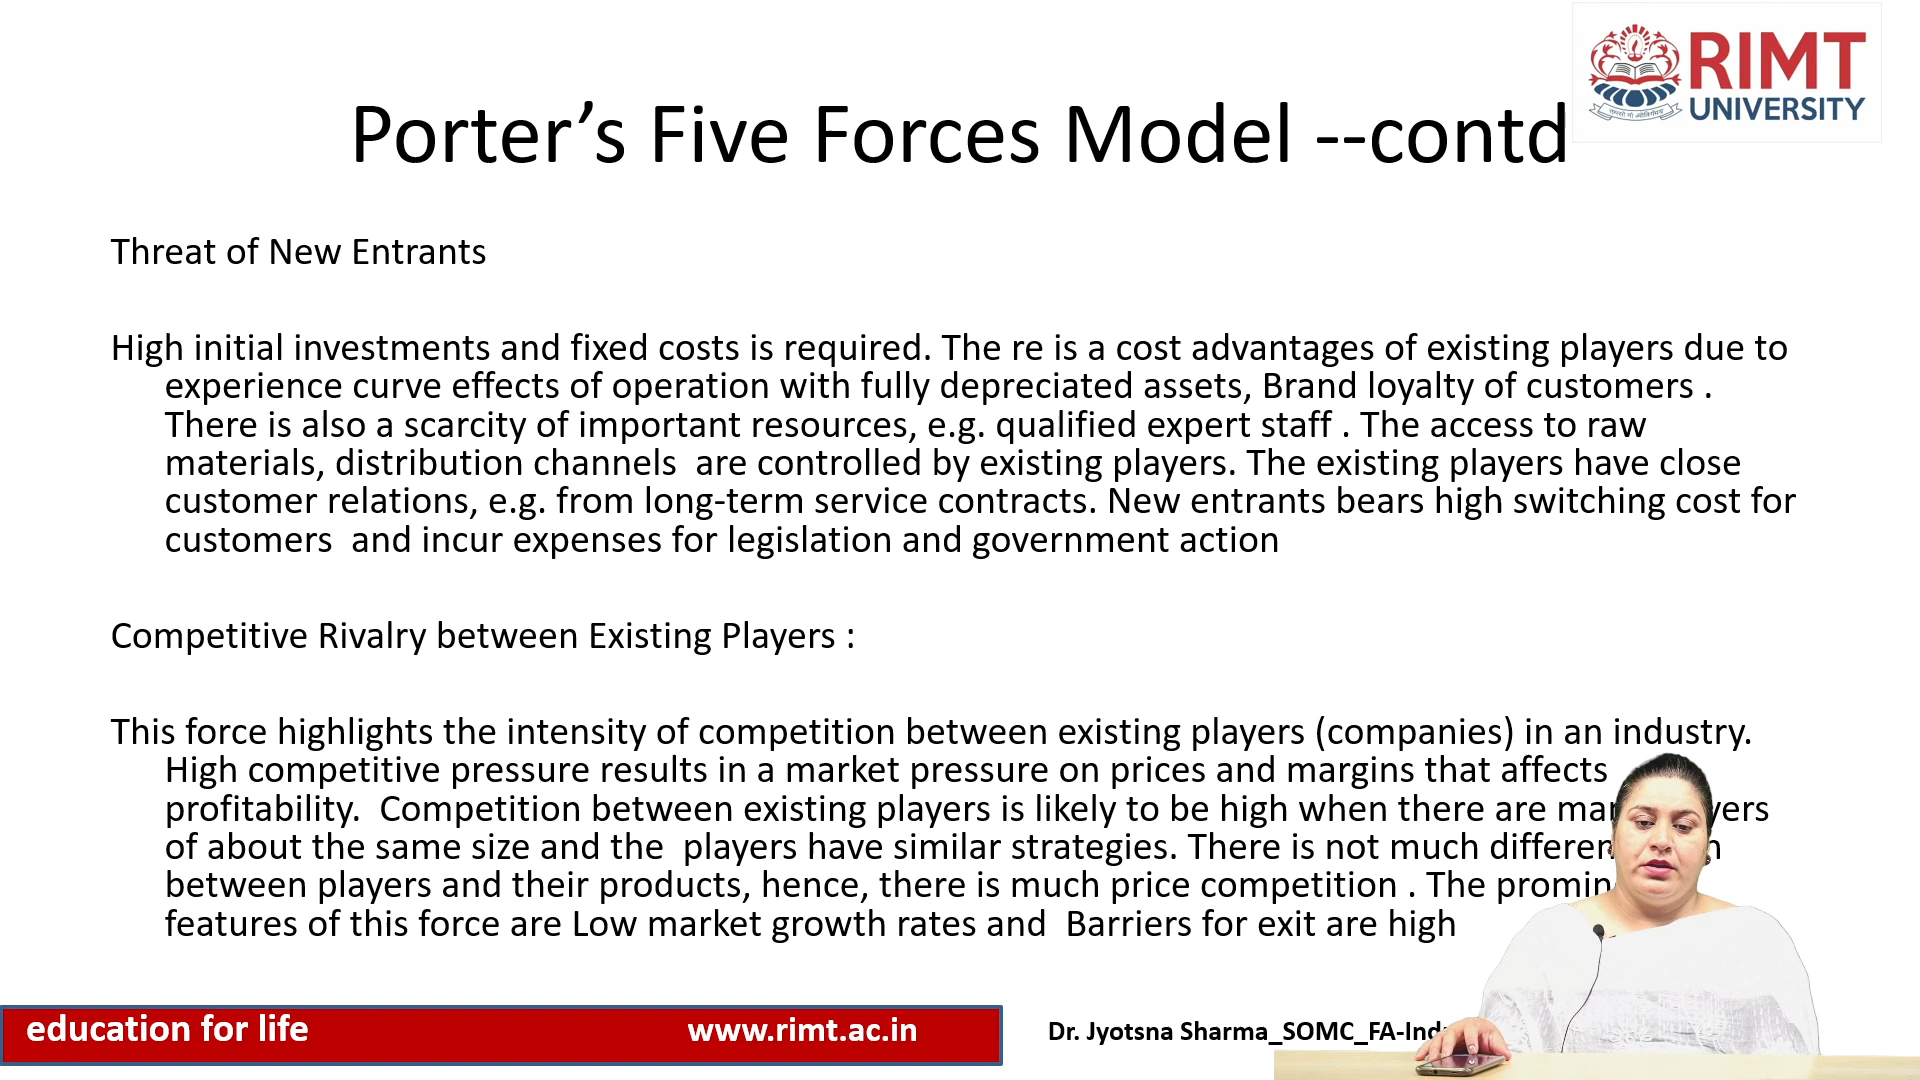 RIMT
UNIVERSITY
Porter’s Five Forces Model --contd
Threat of New Entrants
High initial investments and fixed costs is required. The re is a cost advantages of existing players due to
experience curve effects of operation with fully depreciated assets, Brand loyalty of customers .
There is also a scarcity of important resources, e.g. qualified expert staff . The access to raw
materials, distribution channels  are controlled by existing players. The existing players have close
customer relations, e.g. from long-term service contracts. New entrants bears high switching cost for
customers  and incur expenses for legislation and government action
Competitive Rivalry between Existing Players :
This force highlights the intensity of competition between existing players (companies) in an industry.
High competitive pressure results in a market pressure on prices and margins that affects
profitability.  Competition between existing players is likely to be high when there are
of about the same size and the  players have similar strategies. There is not much
between players and their products, hence, there is much price competition . The
features of this force are Low market growth rates and  Barriers for exit are high
education for life
www.rimt.ac.in
Dr. Jyotsna Sharma_SOMC_FA-